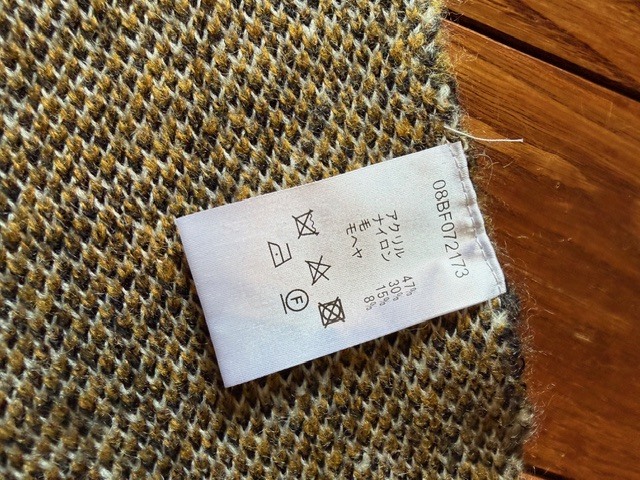 08BF072173
アクリル 47%
ナイロン 30%
毛 15%
モヘヤ 8%
F